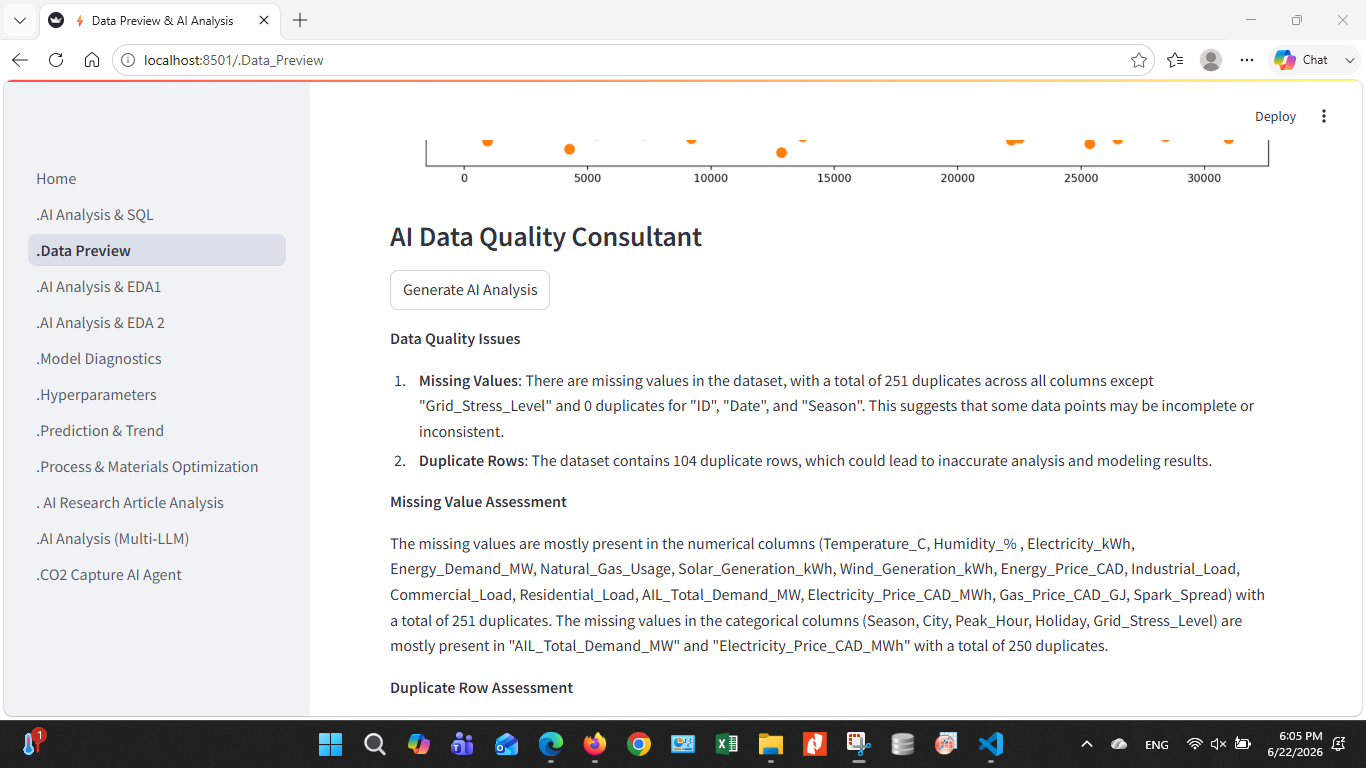 Data Preview & AI Analysis
localhost:8501/.Data_Preview
Chat
Deploy
Home
.AI Analysis & SQL
.Data Preview
.AI Analysis & EDA1
.AI Analysis & EDA 2
.Model Diagnostics
.Hyperparameters
.Prediction & Trend
.Process & Materials Optimization
. AI Research Article Analysis
.AI Analysis (Multi-LLM)
.CO2 Capture AI Agent
0 5000 10000 15000 20000 25000 30000
AI Data Quality Consultant
Generate AI Analysis
Data Quality Issues
1. Missing Values: There are missing values in the dataset, with a total of 251 duplicates across all columns except
"Grid_Stress_Level" and 0 duplicates for "ID", "Date", and "Season". This suggests that some data points may be incomplete or
inconsistent.
2. Duplicate Rows: The dataset contains 104 duplicate rows, which could lead to inaccurate analysis and modeling results.
Missing Value Assessment
The missing values are mostly present in the numerical columns (Temperature_C, Humidity_% , Electricity_kWh,
Energy_Demand_MW, Natural_Gas_Usage, Solar_Generation_kWh, Wind_Generation_kWh, Energy_Price_CAD, Industrial_Load,
Commercial_Load, Residential_Load, AIL_Total_Demand_MW, Electricity_Price_CAD_MWh, Gas_Price_CAD_GJ, Spark_Spread) with
a total of 251 duplicates. The missing values in the categorical columns (Season, City, Peak_Hour, Holiday, Grid_Stress_Level) are
mostly present in "AIL_Total_Demand_MW" and "Electricity_Price_CAD_MWh" with a total of 250 duplicates.
Duplicate Row Assessment
1
ENG
6:05 PM
6/22/2026